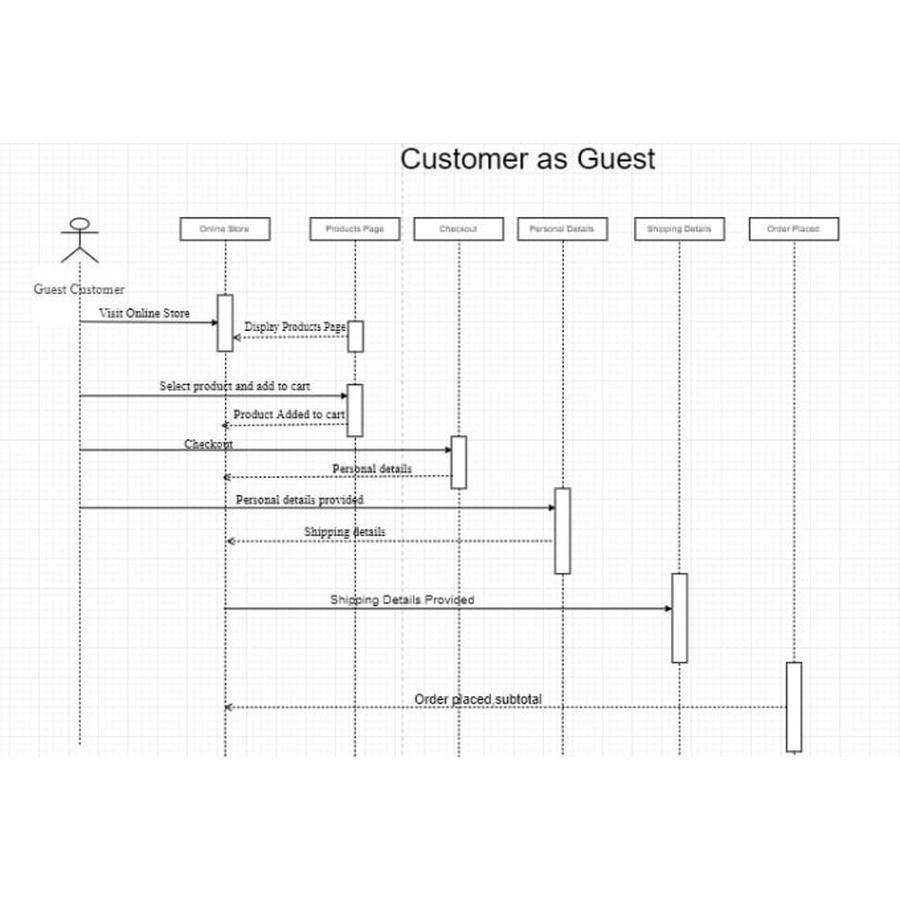 Customer as Guest
Online Store
Products Page
Checkout
Personal Details
Shipping Details
Order Placed
Guest Customer
Visit Online Store
Display Products Page
Select product and add to cart
Product Added to cart
Checkout
Personal details
Personal details provided
Shipping details
Shipping Details Provided
Order placed subtotal